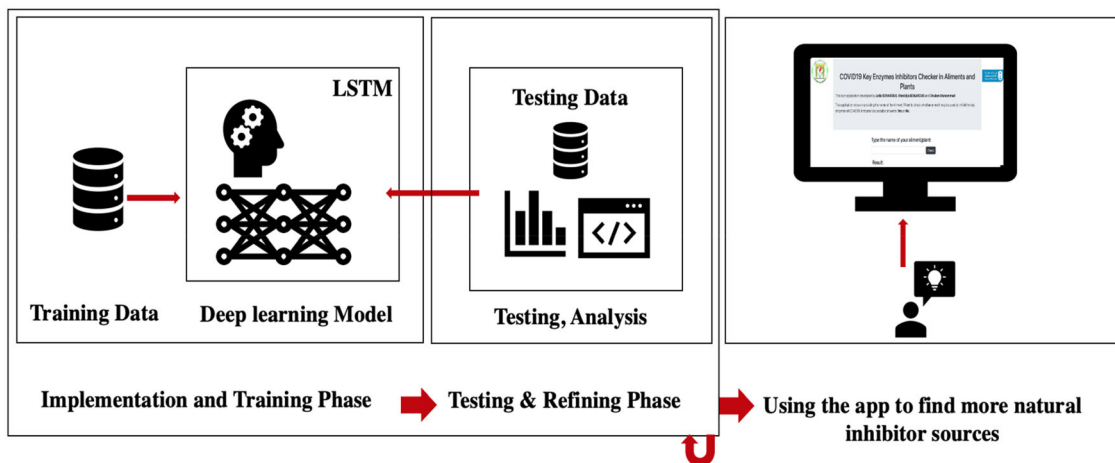 LSTM
Training Data
Deep learning Model
Testing Data
</>
Testing, Analysis
COVID19 Key Enzymes Inhibitors Checker in Aliments and
Plants
Type the name of your aliment/plant
Result:
Implementation and Training Phase
Testing & Refining Phase
Using the app to find more natural
inhibitor sources